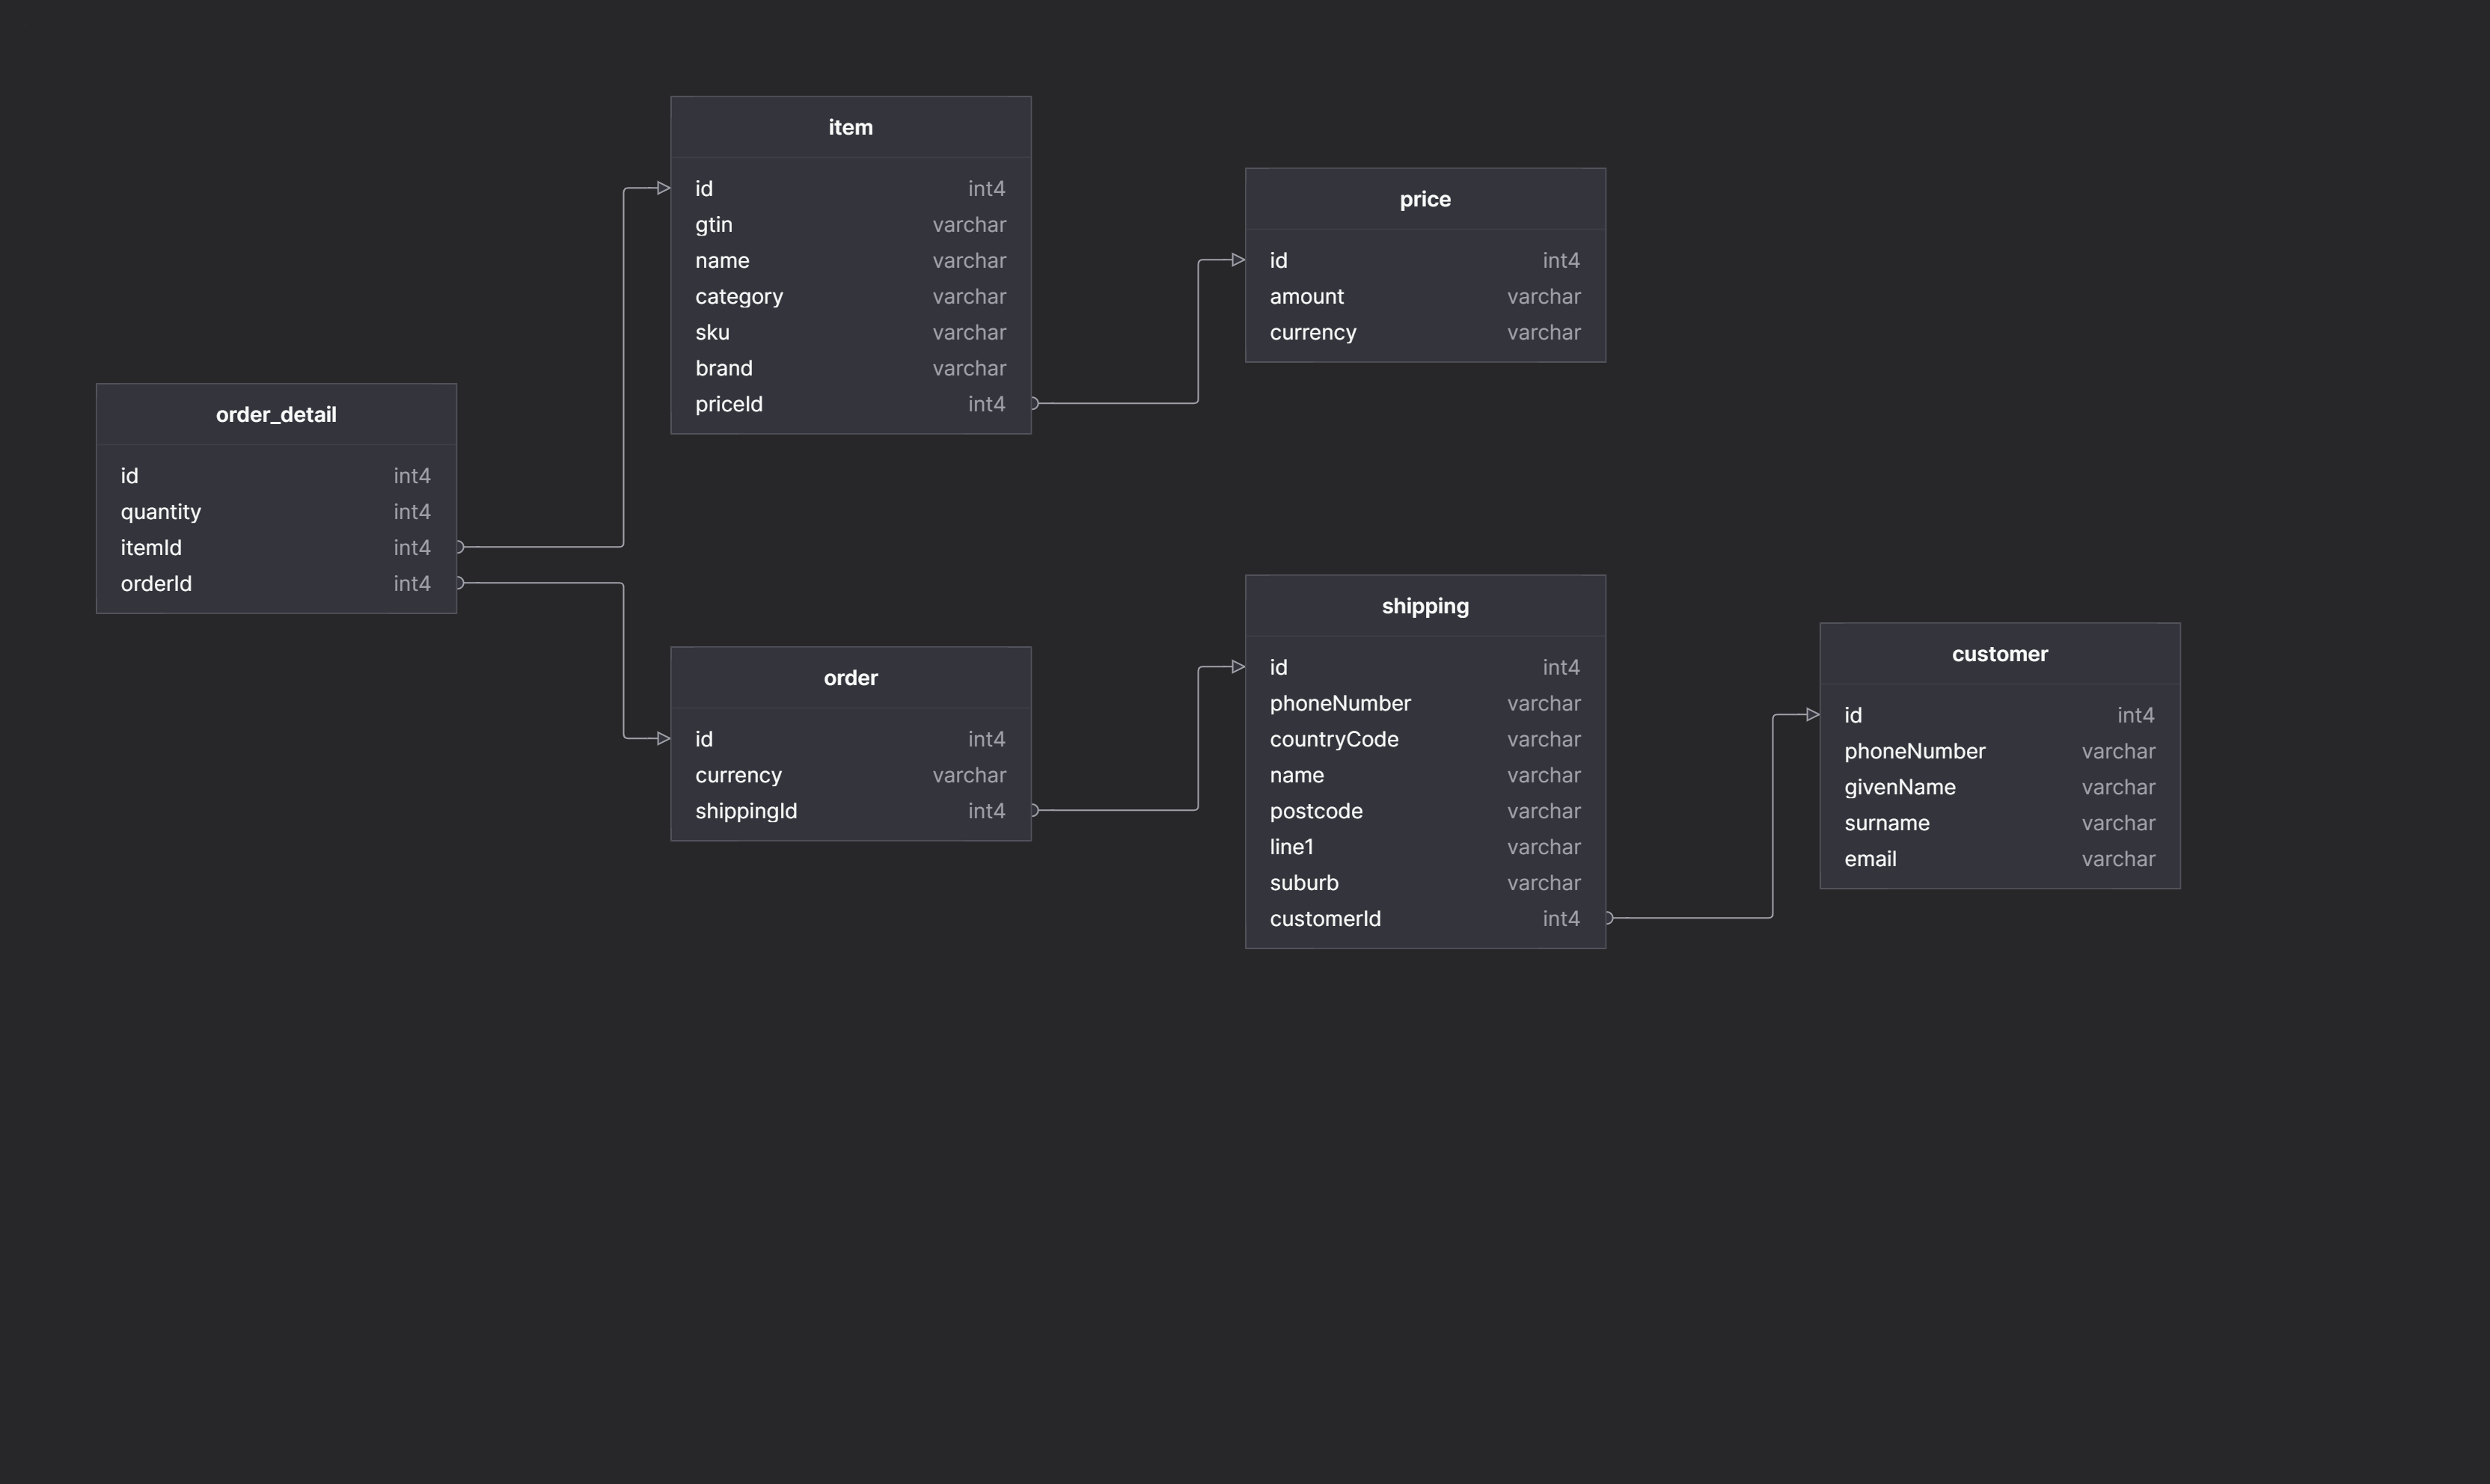 item
id int4
gtin varchar
name varchar
category varchar
sku varchar
brand varchar
priceId int4
price
id int4
amount varchar
currency varchar
order_detail
id int4
quantity int4
itemId int4
orderId int4
order
id int4
currency varchar
shippingId int4
shipping
id int4
phoneNumber varchar
countryCode varchar
name varchar
postcode varchar
line1 varchar
suburb varchar
customerId int4
customer
id int4
phoneNumber varchar
givenName varchar
surname varchar
email varchar